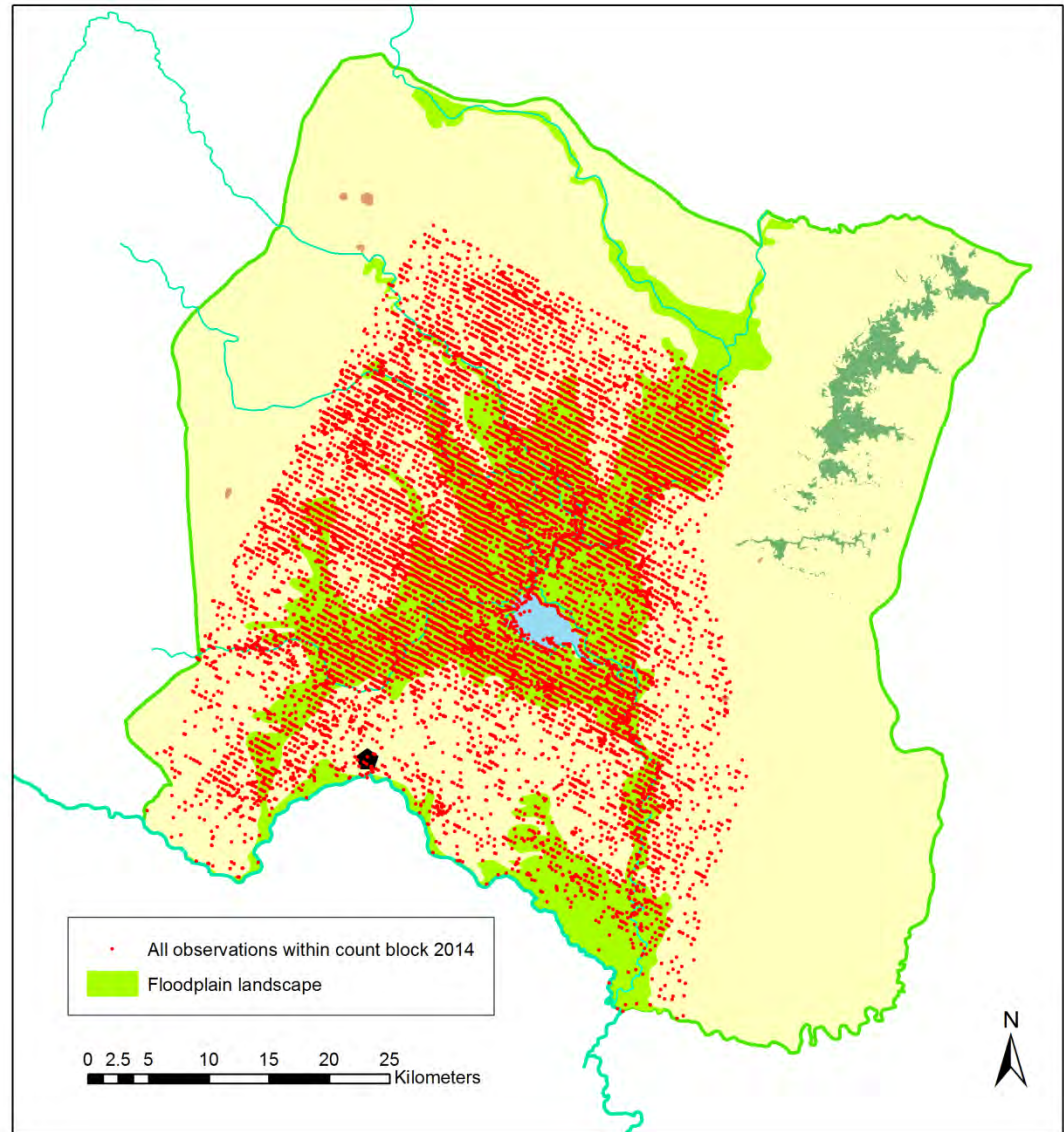 All observations within count block 2014
Floodplain landscape
0 2.5 5 10 15 20 25
Kilometers
N